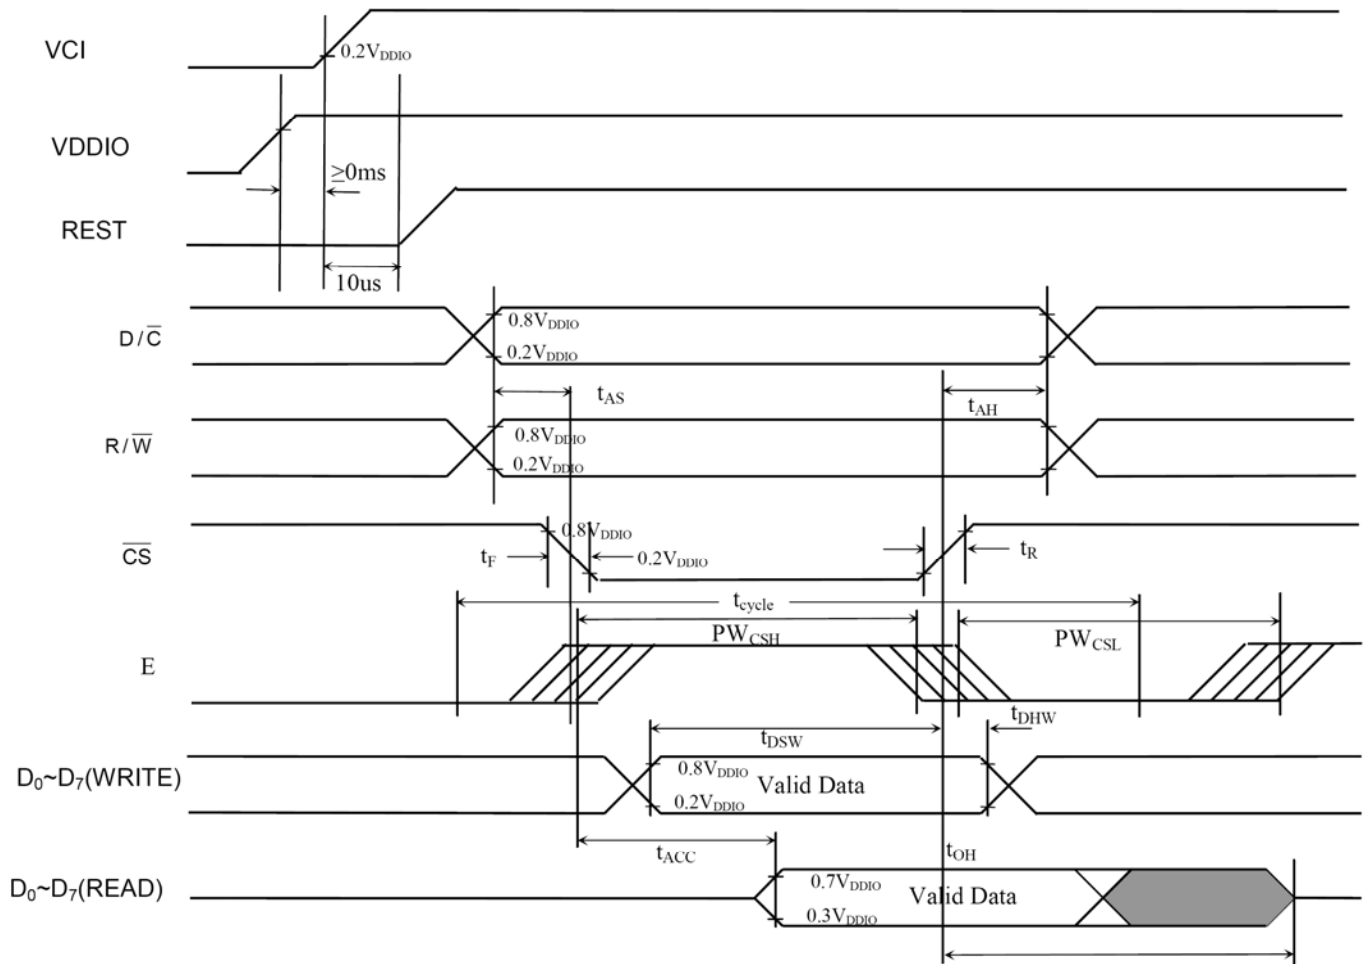 VCI
0.2VDDIO
VDDIO
≥0ms
REST
10us
D/C̅
0.8VDDIO
0.2VDDIO
tAS
tAH
R/W̅
0.8VDDIO
0.2VDDIO
C̅S̅
0.8VDDIO
tF
0.2VDDIO
tR
tcycle
PWCSH
PWCSL
E
tDHW
tDSW
D0~D7(WRITE)
0.8VDDIO
Valid Data
0.2VDDIO
tACC
tOH
D0~D7(READ)
0.7VDDIO
Valid Data
0.3VDDIO